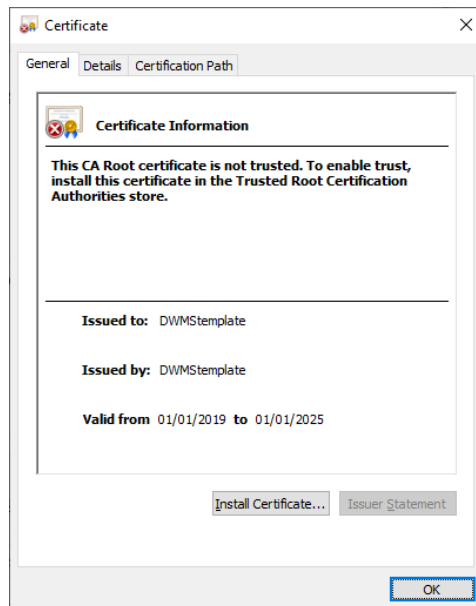 Certificate
General Details Certification Path
Certificate Information
This CA Root certificate is not trusted. To enable trust,
install this certificate in the Trusted Root Certification
Authorities store.
Issued to: DWMStemplate
Issued by: DWMStemplate
Valid from 01/01/2019 to 01/01/2025
Install Certificate... Issuer Statement
OK